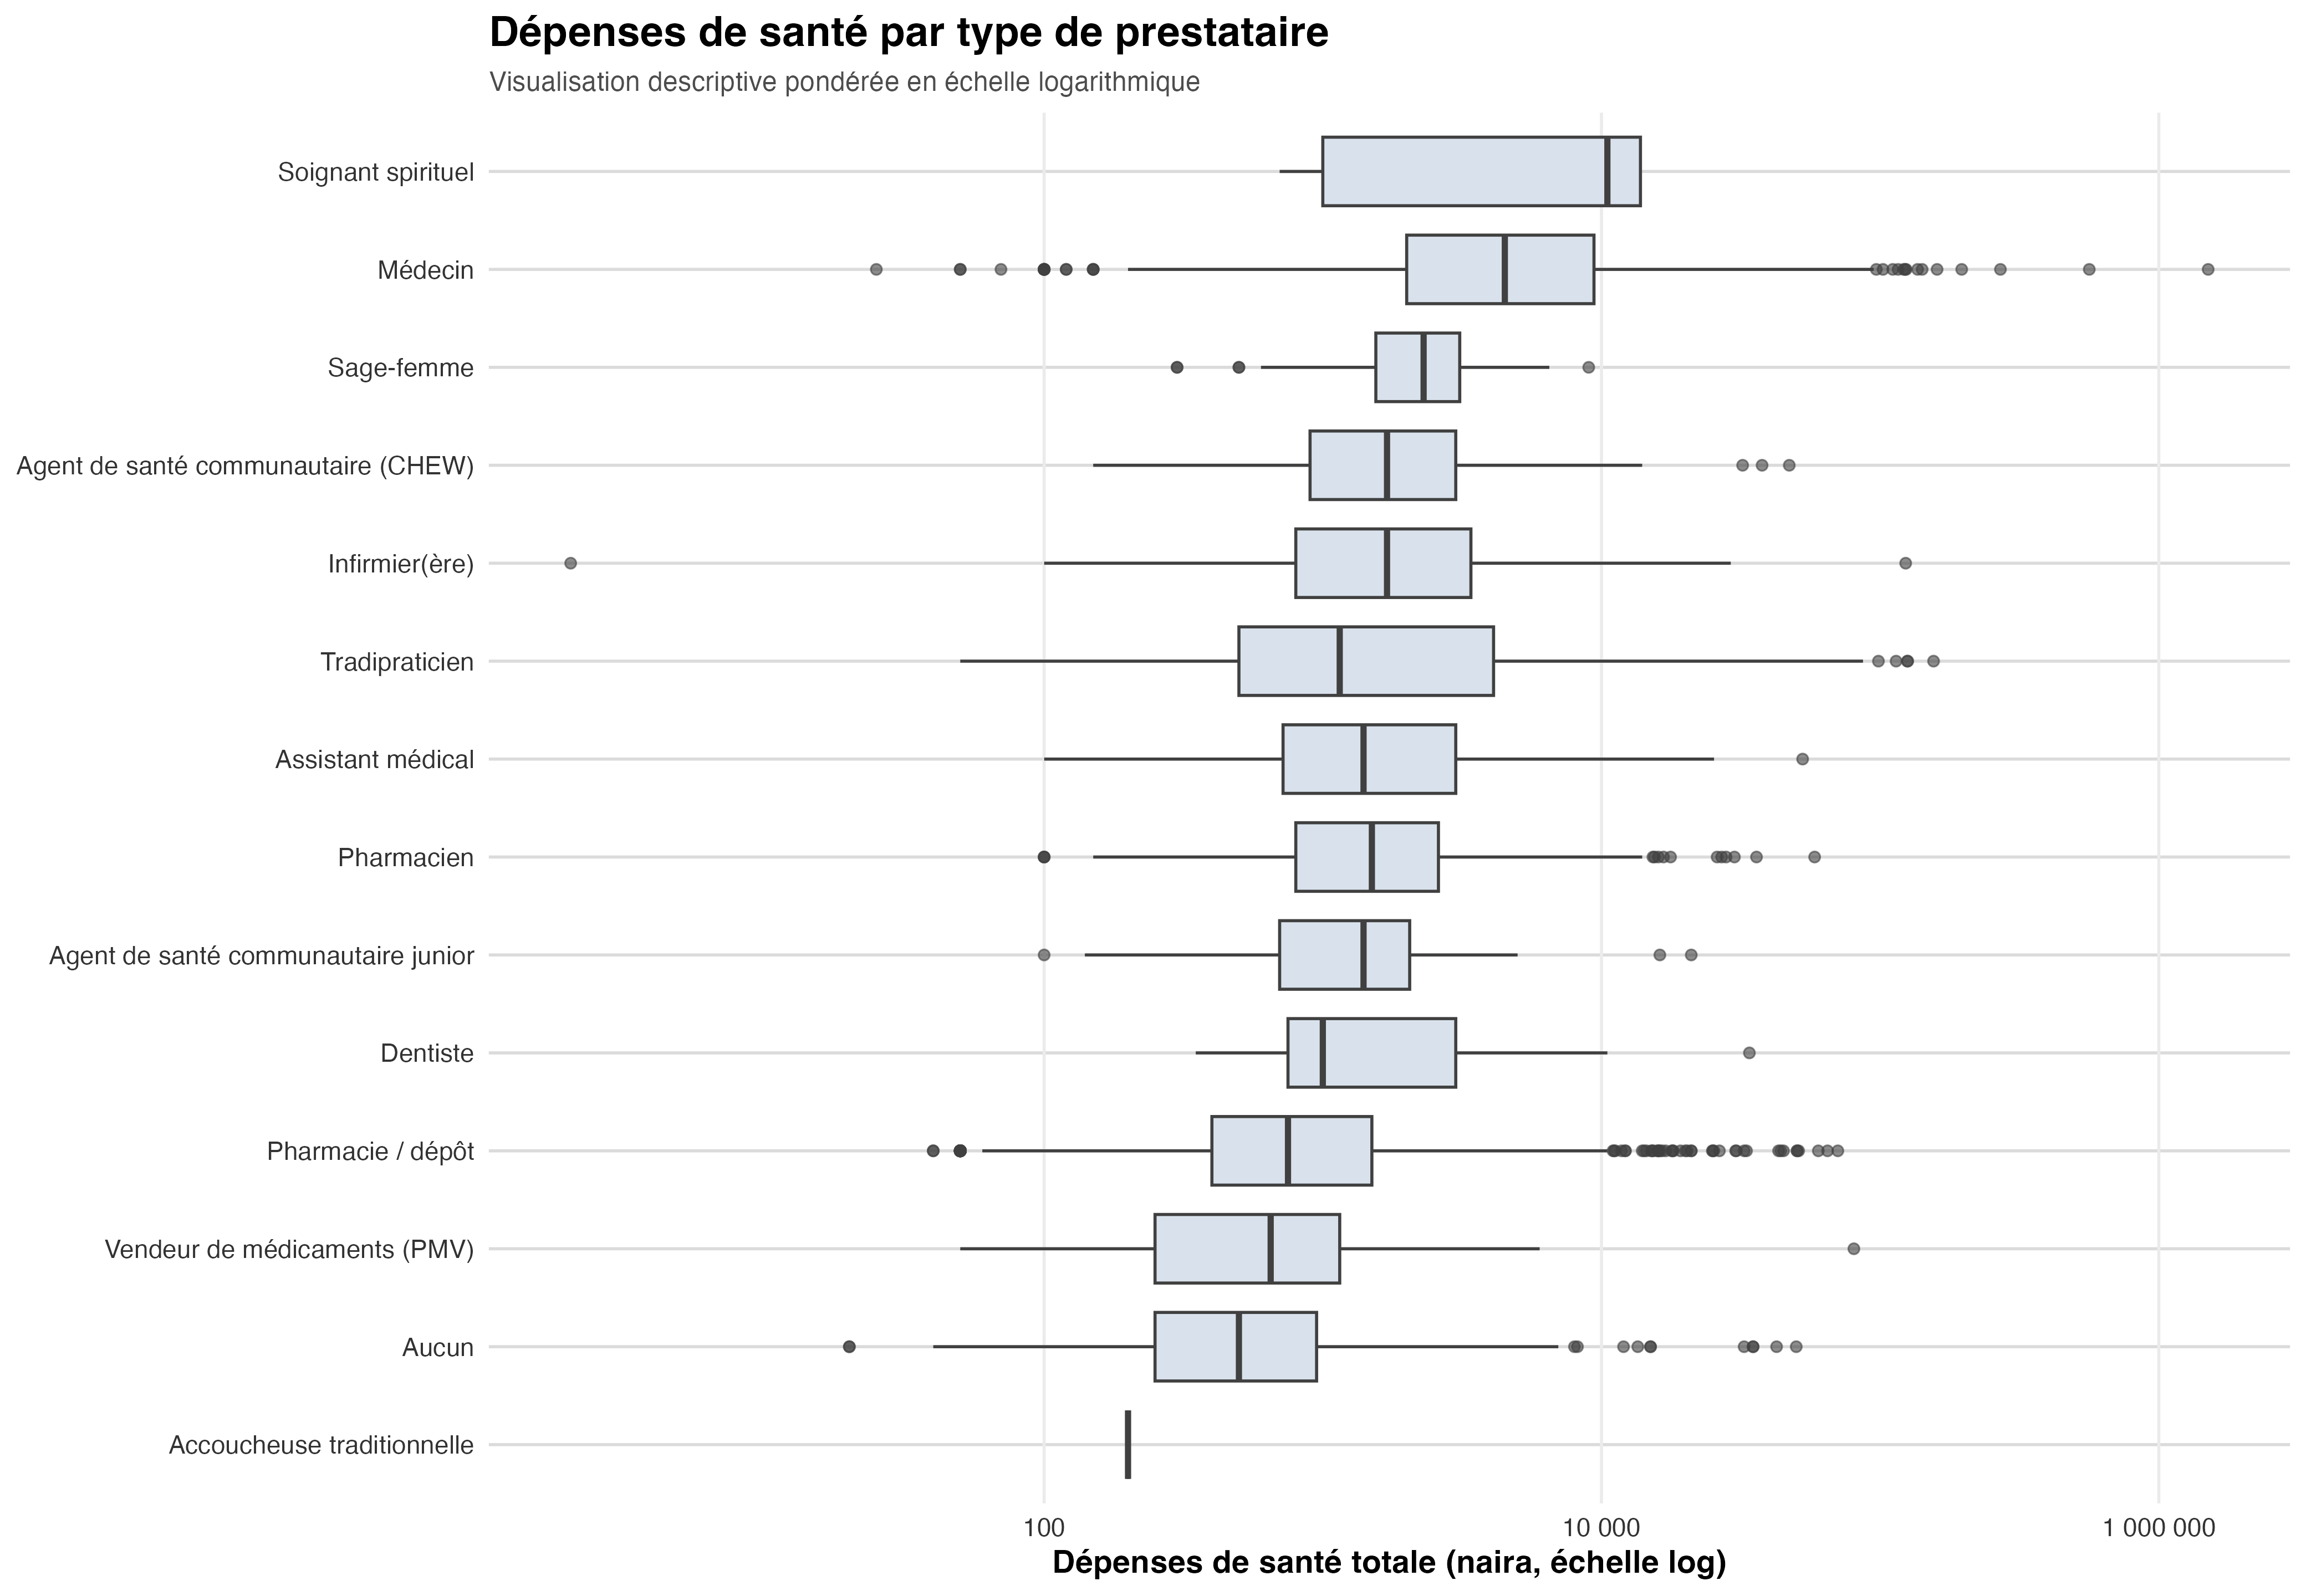 Dépenses de santé par type de prestataire
Visualisation descriptive pondérée en échelle logarithmique
Soignant spirituel
Médecin
Sage-femme
Agent de santé communautaire (CHEW)
Infirmier(ère)
Tradipraticien
Assistant médical
Pharmacien
Agent de santé communautaire junior
Dentiste
Pharmacie / dépôt
Vendeur de médicaments (PMV)
Aucun
Accoucheuse traditionnelle
100
10 000
1 000 000
Dépenses de santé totale (naira, échelle log)